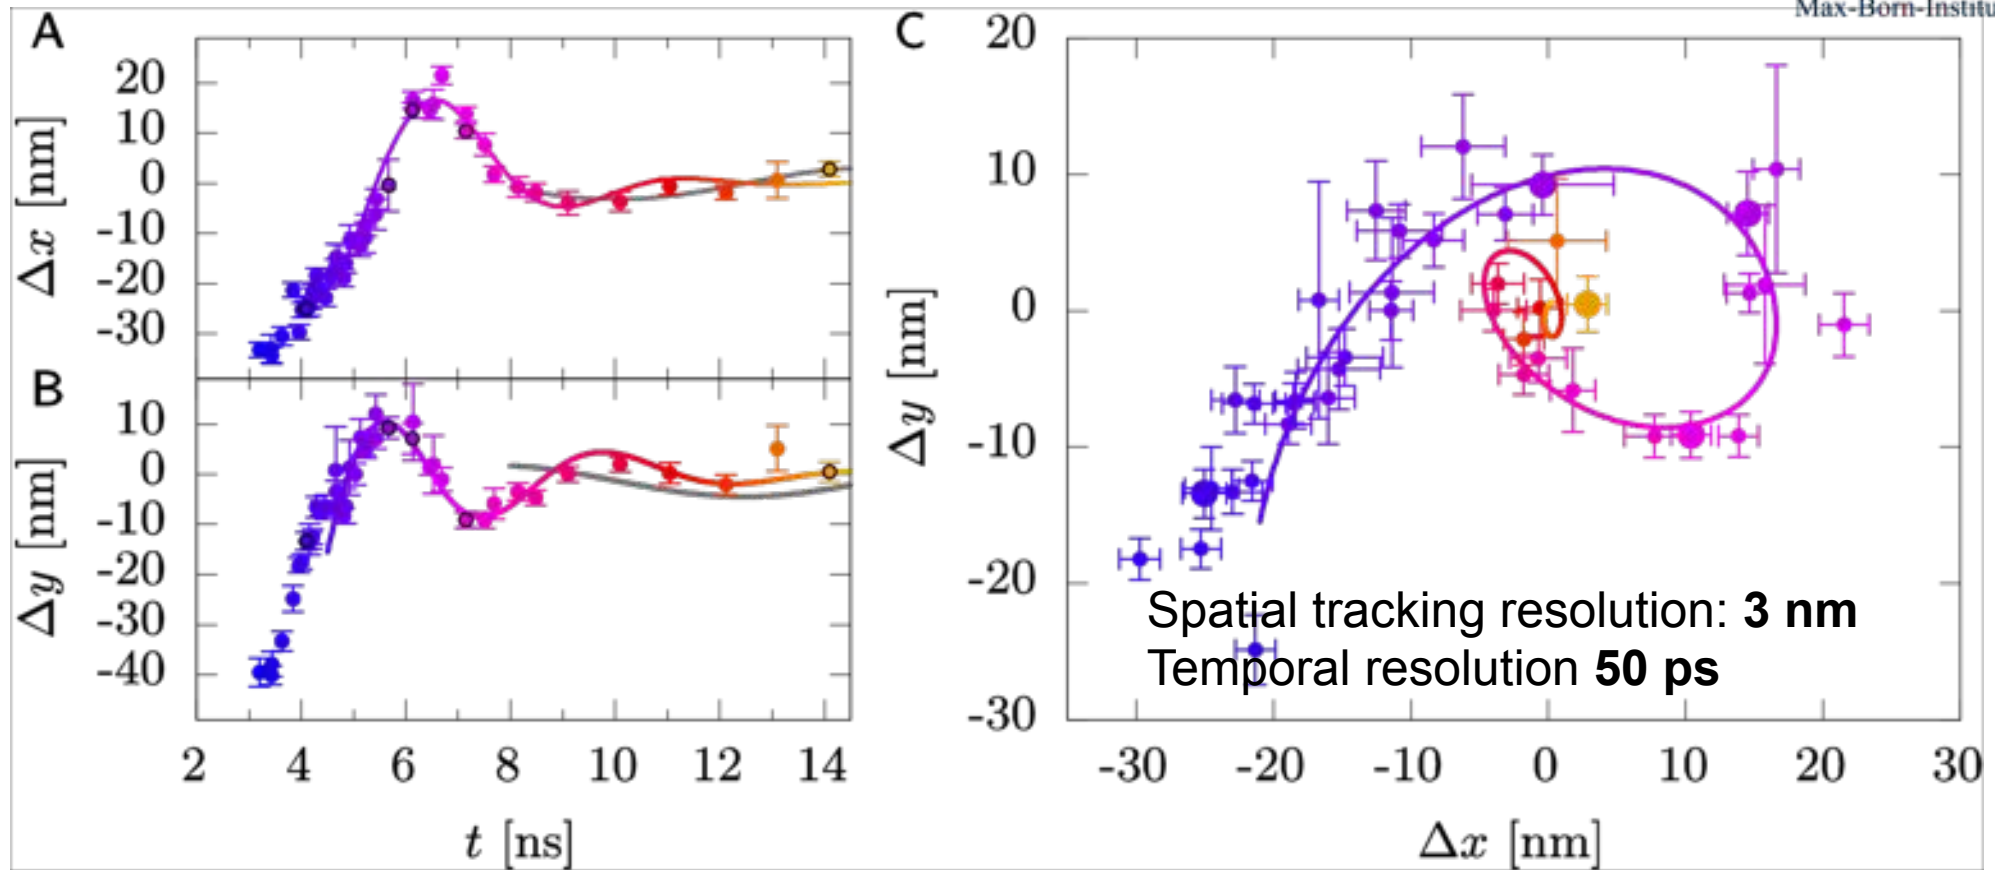 Max-Born-Institu
A
20
10
0
-10
-20
-30
Δx [nm]
B
10
0
-10
-20
-30
-40
Δy [nm]
2 4 6 8 10 12 14
t [ns]
C
20
10
0
-10
-20
-30
Δy [nm]
Spatial tracking resolution: 3 nm
Temporal resolution 50 ps
-30 -20 -10 0 10 20 30
Δx [nm]